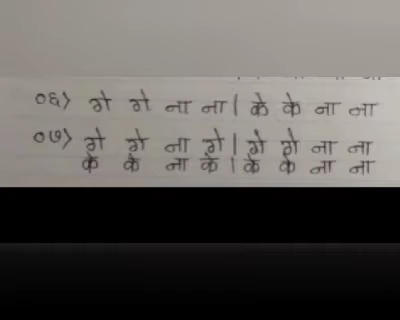 ०६) गे गे ना ना | के के ना ना
०७) गे गे ना गे | गे गे ना ना
के के ना के | के के ना ना